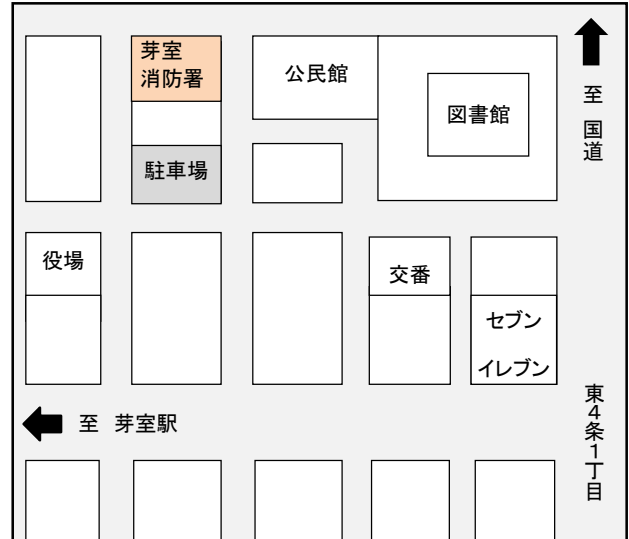 芽室
消防署
公民館
図書館
至 国道
駐車場
役場
交番
セブン
イレブン
至 芽室駅
東4条1丁目